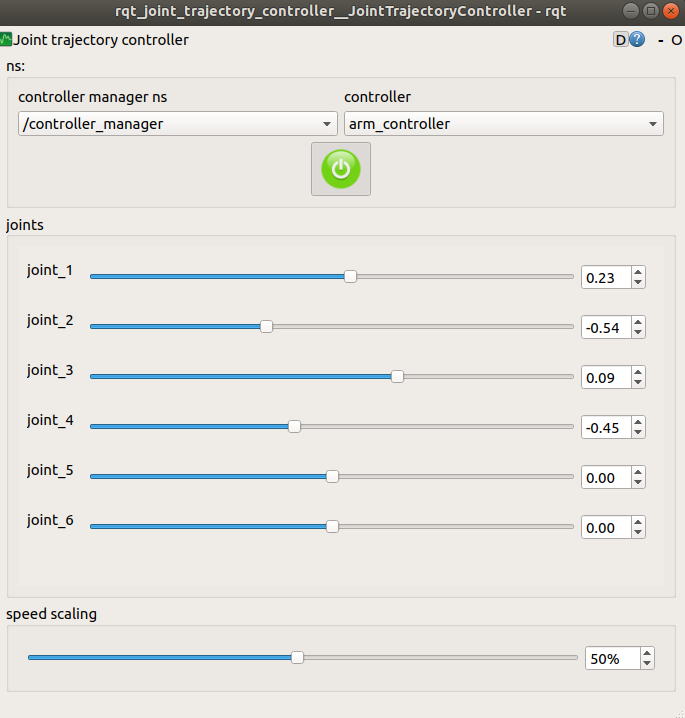 rqt_joint_trajectory_controller__JointTrajectoryController - rqt
Joint trajectory controller D ? - O
ns:
controller manager ns controller
/controller_manager arm_controller
joints
joint_1 0.23
joint_2 -0.54
joint_3 0.09
joint_4 -0.45
joint_5 0.00
joint_6 0.00
speed scaling
50%